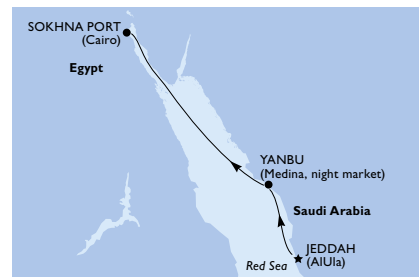 SOKHNA PORT
(Cairo)
Egypt
YANBU
(Medina, night market)
Saudi Arabia
JEDDAH
(AlUla)
Red Sea